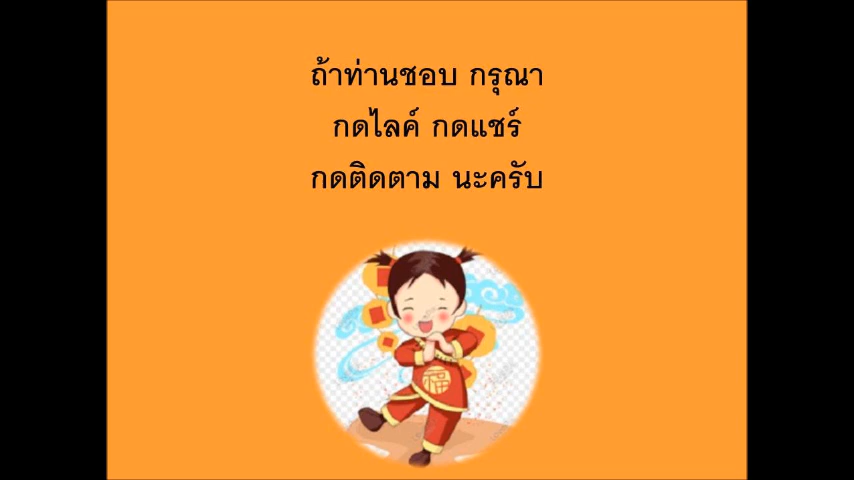 ถ้าท่านชอบ กรุณา
กดไลค์ กดแชร์
กดติดตาม นะครับ
福